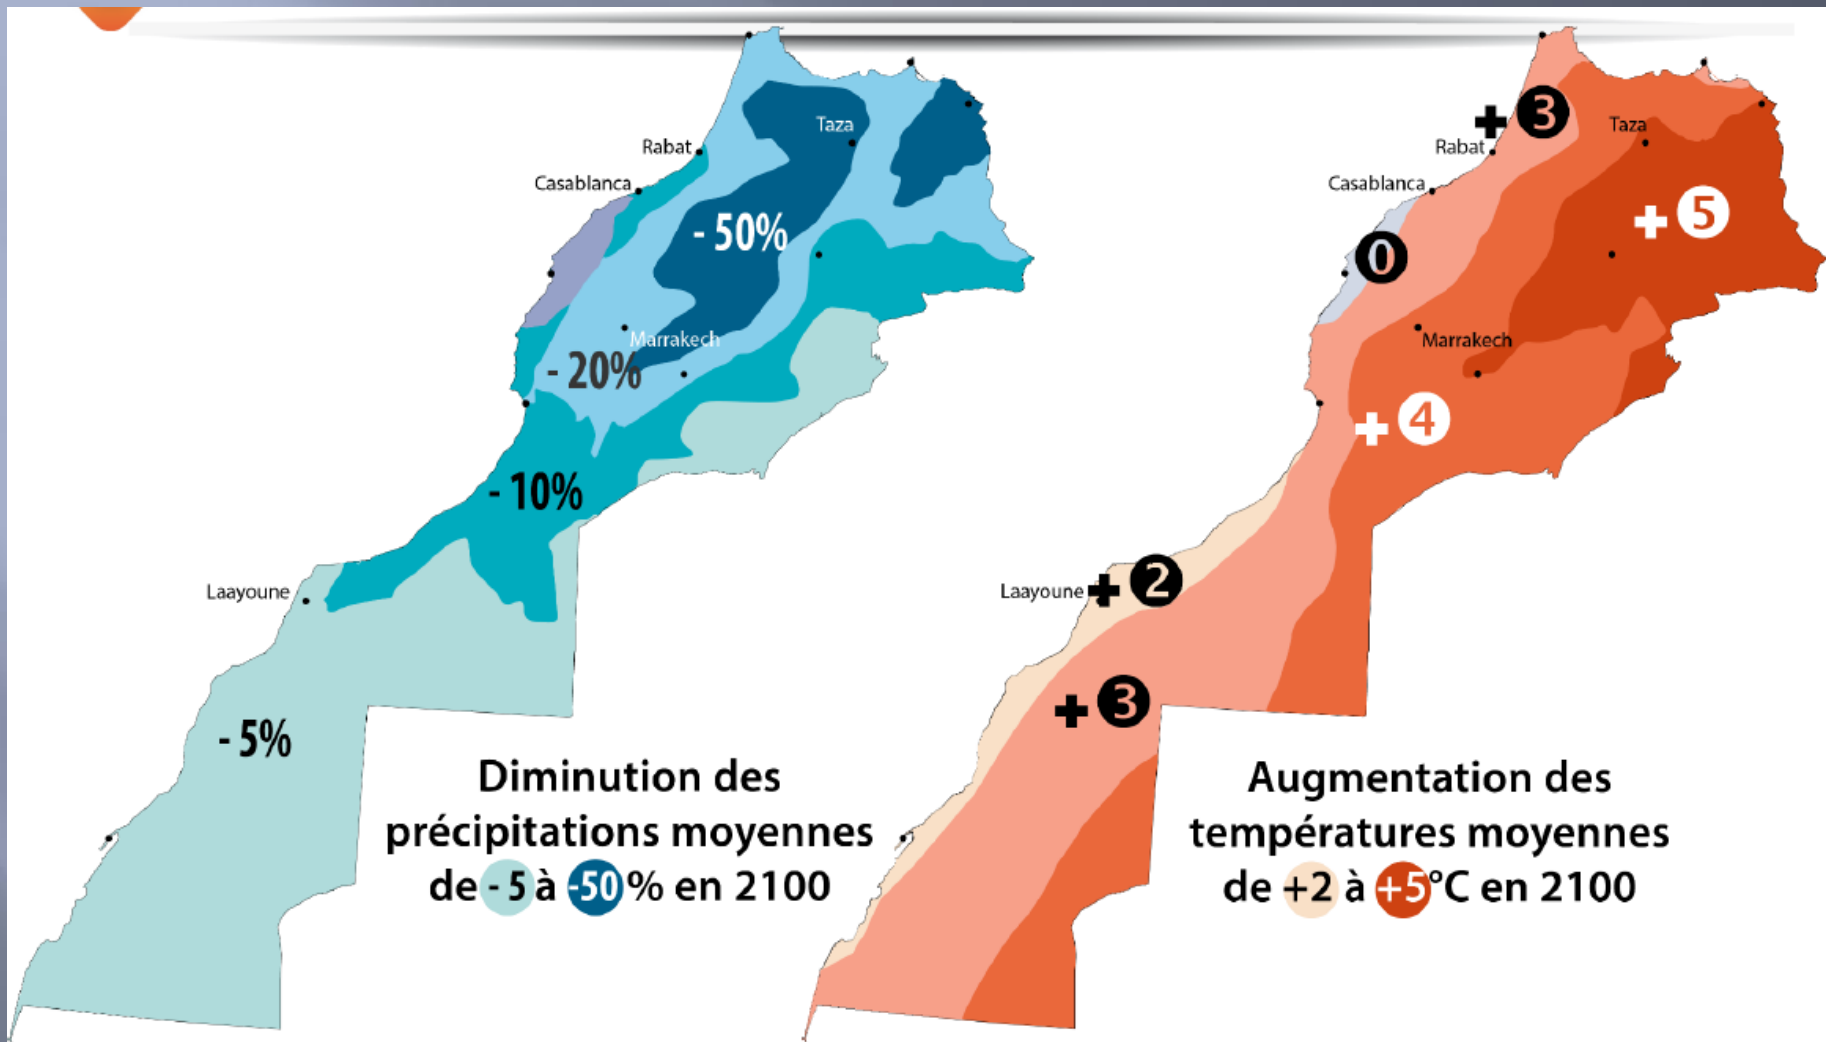 Taza
Rabat
Casablanca
- 50%
Marrakech
- 20%
- 10%
Laayoune
- 5%
Diminution des
précipitations moyennes
de - 5 à -50 % en 2100
+ 3
Taza
Rabat
Casablanca
+ 5
0
Marrakech
+ 4
Laayoune + 2
+ 3
Augmentation des
températures moyennes
de +2 à +5°C en 2100